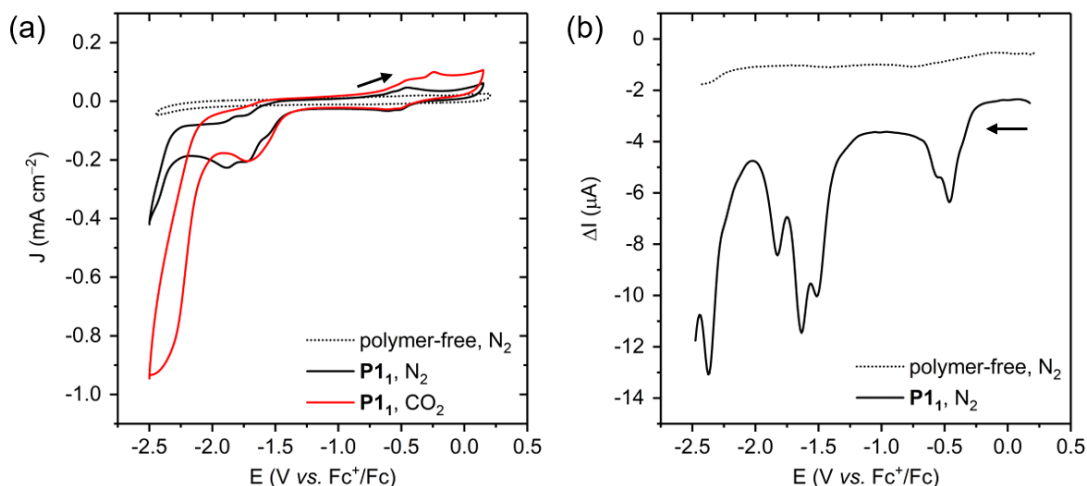 (a)
0.2
0.0
-0.2
-0.4
-0.6
-0.8
-1.0
J (mA cm⁻²)
polymer-free, N₂
P1₁, N₂
P1₁, CO₂
-2.5 -2.0 -1.5 -1.0 -0.5 0.0 0.5
E (V vs. Fc⁺/Fc)
(b)
0
-2
-4
-6
-8
-10
-12
-14
ΔI (μA)
polymer-free, N₂
P1₁, N₂
-2.5 -2.0 -1.5 -1.0 -0.5 0.0 0.5
E (V vs. Fc⁺/Fc)